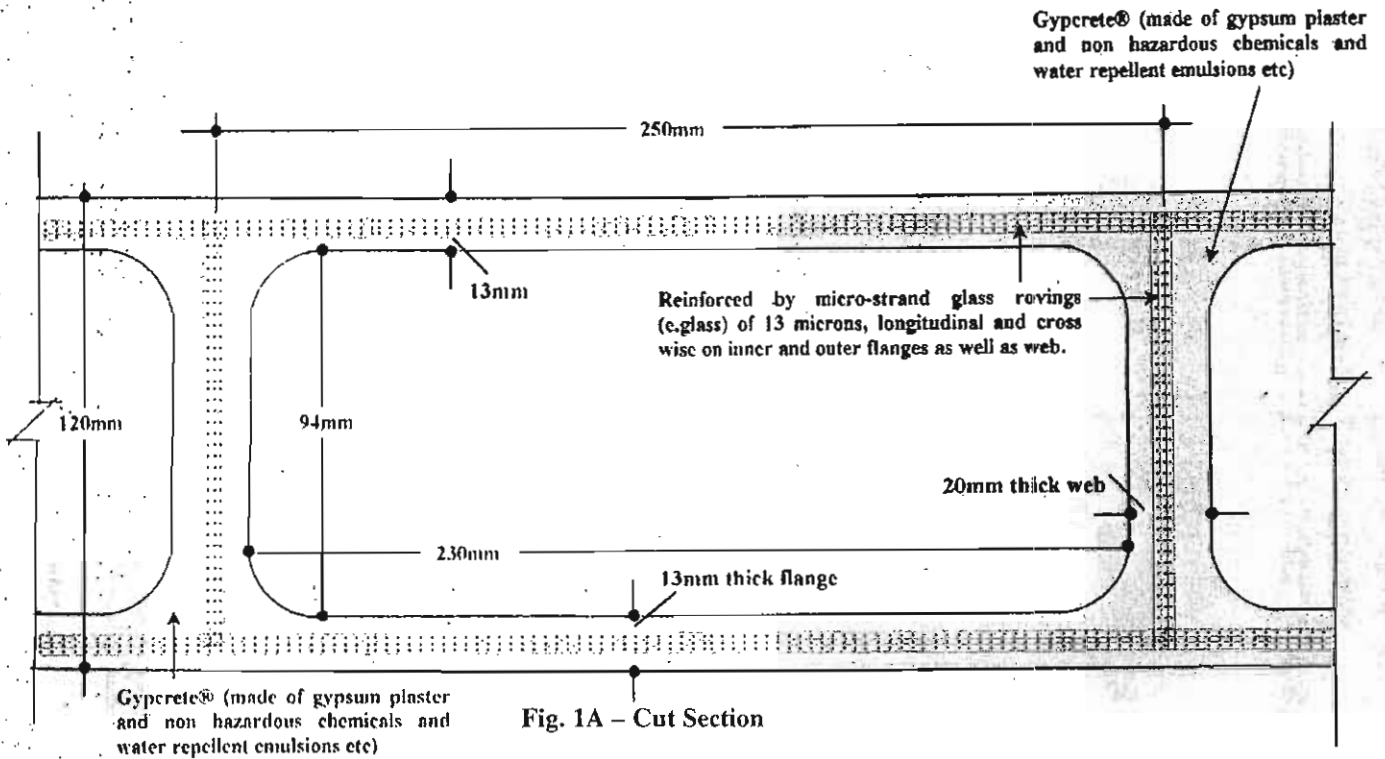 Gypcrete® (made of gypsum plaster
and non hazardous chemicals and
water repellent emulsions etc)
250mm
13mm
Reinforced by micro-strand glass rovings
(e.glass) of 13 microns, longitudinal and cross
wise on inner and outer flanges as well as web.
120mm
94mm
20mm thick web
230mm
13mm thick flange
Gypcrete® (made of gypsum plaster
and non hazardous chemicals and
water repellent emulsions etc)
Fig. 1A – Cut Section